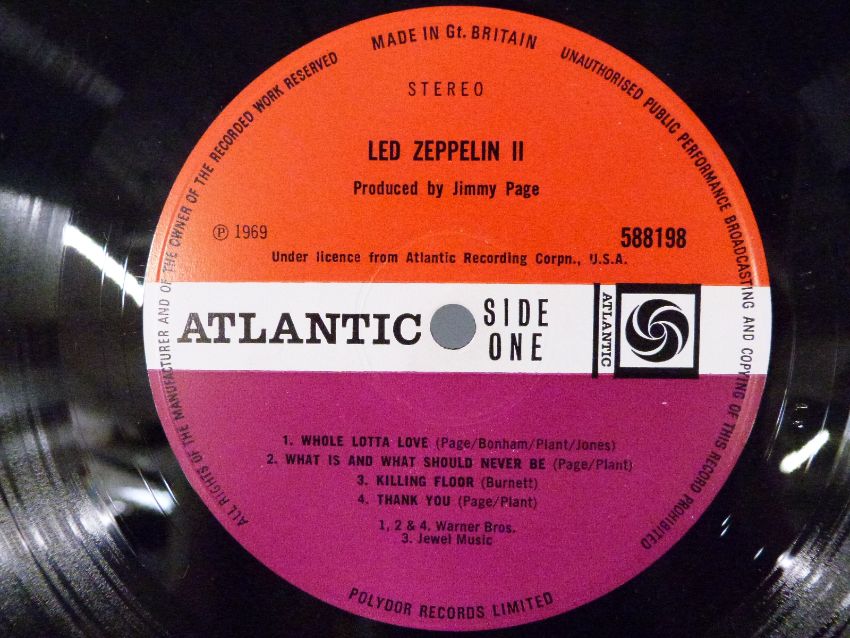 MADE IN Gt. BRITAIN
UNAUTHORISED PUBLIC PERFORMANCE BROADCASTING AND COPYING OF THIS RECORD PROHIBITED
ALL RIGHTS OF THE MANUFACTURER AND OF THE OWNER OF THE RECORDED WORK RESERVED
STEREO
LED ZEPPELIN II
Produced by Jimmy Page
℗ 1969
588198
Under licence from Atlantic Recording Corpn., U.S.A.
ATLANTIC
SIDE
ONE
ATLANTIC
1. WHOLE LOTTA LOVE (Page/Bonham/Plant/Jones)
2. WHAT IS AND WHAT SHOULD NEVER BE (Page/Plant)
3. KILLING FLOOR (Burnett)
4. THANK YOU (Page/Plant)
1, 2 & 4. Warner Bros.
3. Jewel Music
POLYDOR RECORDS LIMITED